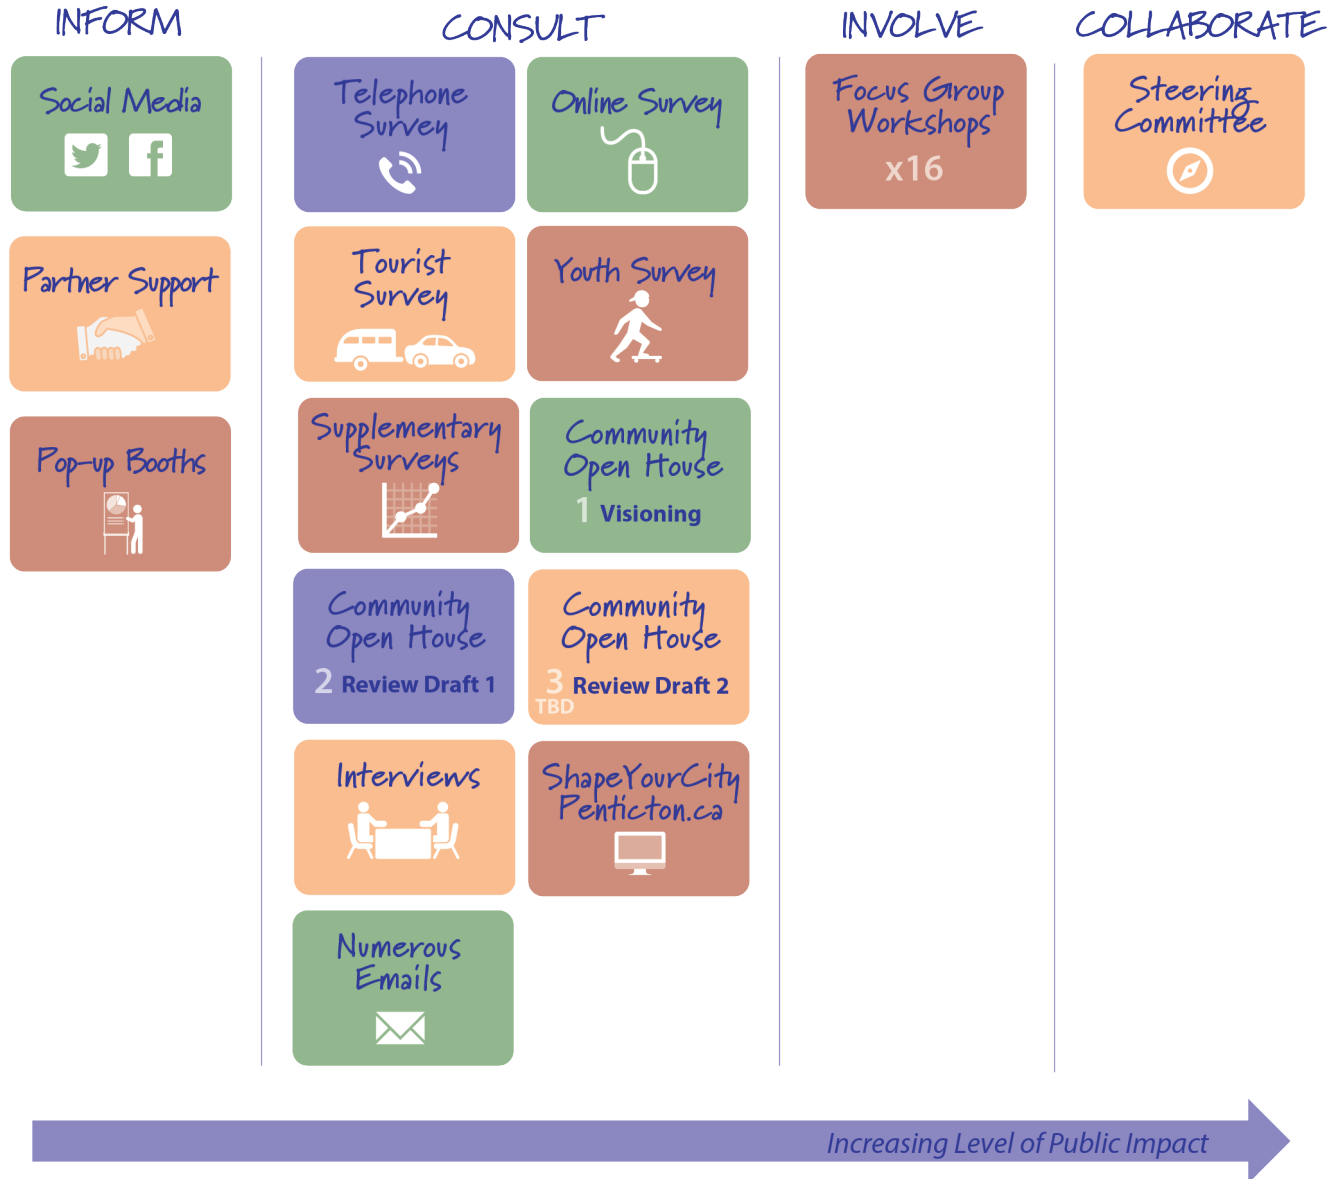 INFORM
CONSULT
INVOLVE
COLLABORATE
Social Media
Partner Support
Pop-up Booths
Telephone
Survey
Online Survey
Tourist
Survey
Youth Survey
Supplementary
Surveys
Community
Open House
1 Visioning
Community
Open House
2 Review Draft 1
Community
Open House
3 Review Draft 2
TBD
Interviews
ShapeYourCity
Penticton.ca
Numerous
Emails
Focus Group
Workshops
x16
Steering
Committee
Increasing Level of Public Impact